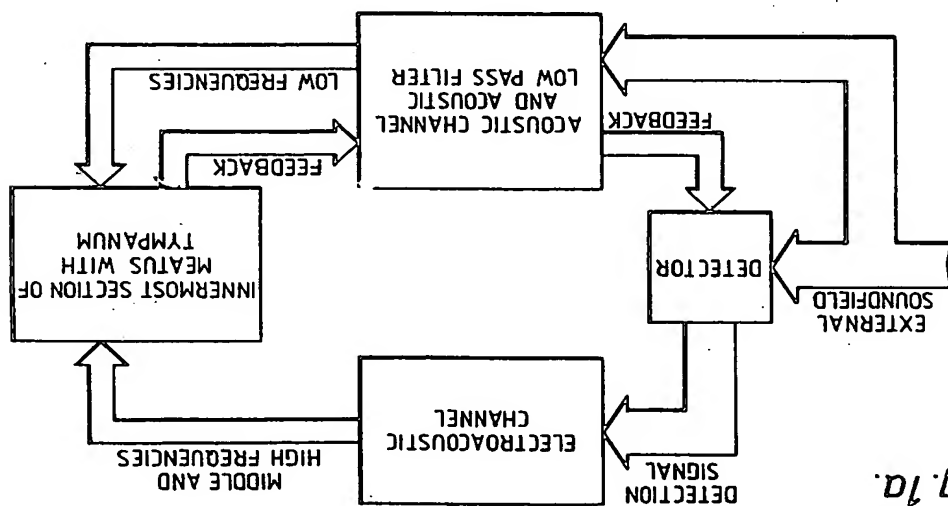 g.1a.
DETECTION
SIGNAL
ELECTROACOUSTIC
CHANNEL
MIDDLE AND
HIGH FREQUENCIES
EXTERNAL
SOUNDFIELD
DETECTOR
INNERMOST SECTION OF
MEATUS WITH
TYMPANUM
FEEDBACK
ACOUSTIC CHANNEL
AND ACOUSTIC
LOW PASS FILTER
FEEDBACK
LOW FREQUENCIES